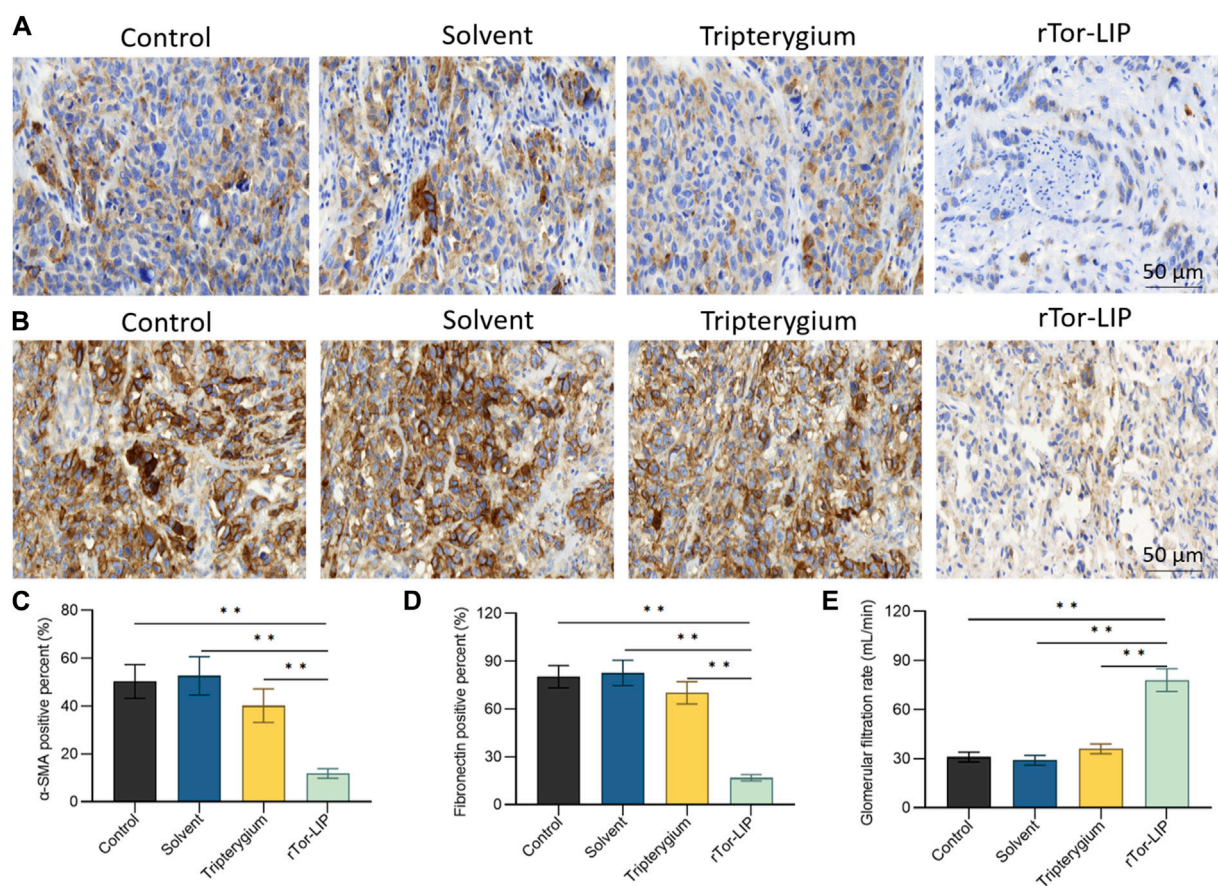 A
Control
Solvent
Tripterygium
rTor-LIP
50 μm
B
Control
Solvent
Tripterygium
rTor-LIP
50 μm
C
α-SMA positive percent (%)
80
60
40
20
0
* *
* *
* *
Control
Solvent
Tripterygium
rTor-LIP
D
Fibronectin positive percent (%)
120
90
60
30
0
* *
* *
* *
Control
Solvent
Tripterygium
rTor-LIP
E
Glomerular filtration rate (mL/min)
120
90
60
30
0
* *
* *
* *
Control
Solvent
Tripterygium
rTor-LIP